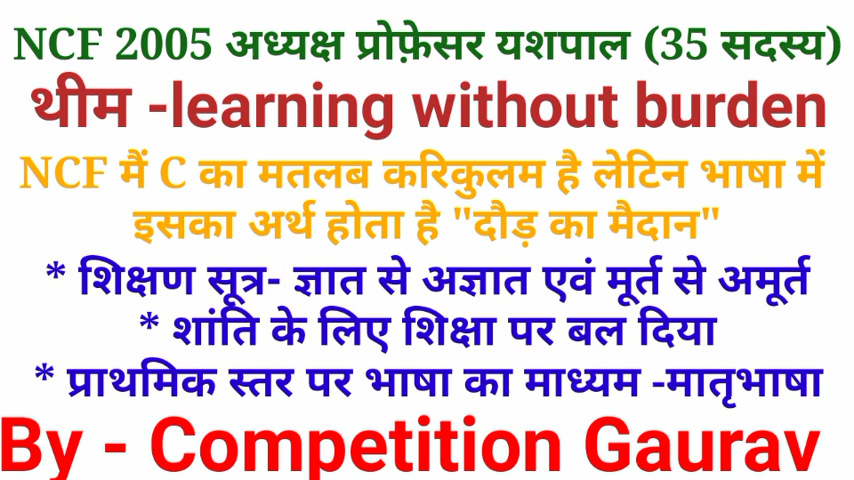 NCF 2005 अध्यक्ष प्रोफ़ेसर यशपाल (35 सदस्य)
थीम -learning without burden
NCF मैं C का मतलब करिकुलम है लेटिन भाषा में
इसका अर्थ होता है "दौड़ का मैदान"
* शिक्षण सूत्र- ज्ञात से अज्ञात एवं मूर्त से अमूर्त
* शांति के लिए शिक्षा पर बल दिया
* प्राथमिक स्तर पर भाषा का माध्यम -मातृभाषा
By - Competition Gaurav